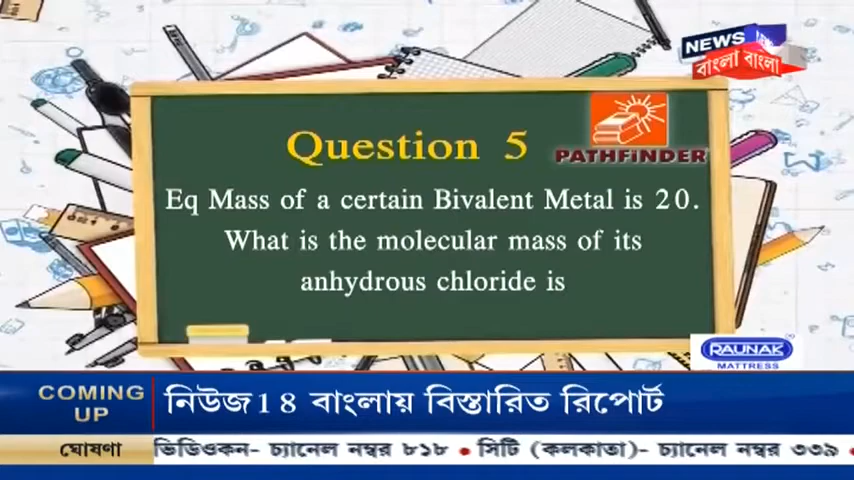 NEWS
বাংলা বাংলা
Question 5
PATHFINDER
Eq Mass of a certain Bivalent Metal is 20.
What is the molecular mass of its
anhydrous chloride is
RAUNAK
MATTRESS
COMING UP
নিউজ18 বাংলায় বিস্তারিত রিপোর্ট
ঘোষণা
ভিডিওকন- চ্যানেল নম্বর ৮১৮ • সিটি (কলকাতা)- চ্যানেল নম্বর ৩৩৯